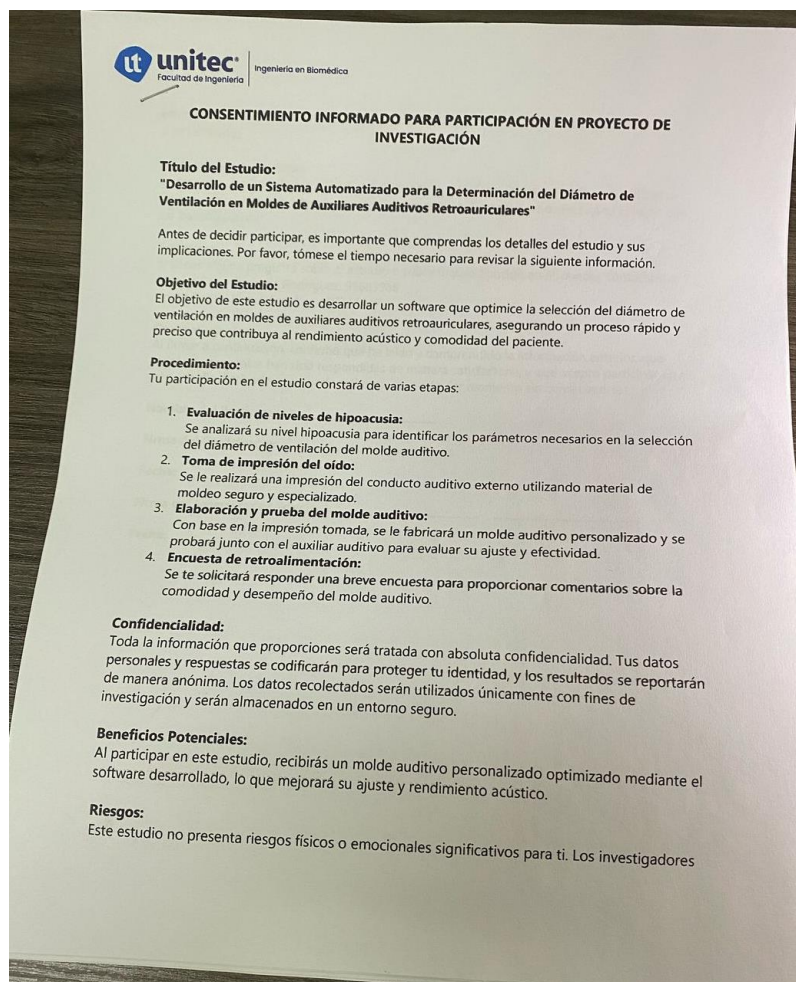 ut unitec®
Facultad de Ingeniería
Ingeniería en Biomédica
CONSENTIMIENTO INFORMADO PARA PARTICIPACIÓN EN PROYECTO DE
INVESTIGACIÓN
Título del Estudio:
"Desarrollo de un Sistema Automatizado para la Determinación del Diámetro de
Ventilación en Moldes de Auxiliares Auditivos Retroauriculares"
Antes de decidir participar, es importante que comprendas los detalles del estudio y sus
implicaciones. Por favor, tómese el tiempo necesario para revisar la siguiente información.
Objetivo del Estudio:
El objetivo de este estudio es desarrollar un software que optimice la selección del diámetro de
ventilación en moldes de auxiliares auditivos retroauriculares, asegurando un proceso rápido y
preciso que contribuya al rendimiento acústico y comodidad del paciente.
Procedimiento:
Tu participación en el estudio constará de varias etapas:
1. Evaluación de niveles de hipoacusia:
Se analizará su nivel hipoacusia para identificar los parámetros necesarios en la selección
del diámetro de ventilación del molde auditivo.
2. Toma de impresión del oído:
Se le realizará una impresión del conducto auditivo externo utilizando material de
moldeo seguro y especializado.
3. Elaboración y prueba del molde auditivo:
Con base en la impresión tomada, se le fabricará un molde auditivo personalizado y se
probará junto con el auxiliar auditivo para evaluar su ajuste y efectividad.
4. Encuesta de retroalimentación:
Se te solicitará responder una breve encuesta para proporcionar comentarios sobre la
comodidad y desempeño del molde auditivo.
Confidencialidad:
Toda la información que proporciones será tratada con absoluta confidencialidad. Tus datos
personales y respuestas se codificarán para proteger tu identidad, y los resultados se reportarán
de manera anónima. Los datos recolectados serán utilizados únicamente con fines de
investigación y serán almacenados en un entorno seguro.
Beneficios Potenciales:
Al participar en este estudio, recibirás un molde auditivo personalizado optimizado mediante el
software desarrollado, lo que mejorará su ajuste y rendimiento acústico.
Riesgos:
Este estudio no presenta riesgos físicos o emocionales significativos para ti. Los investigadores